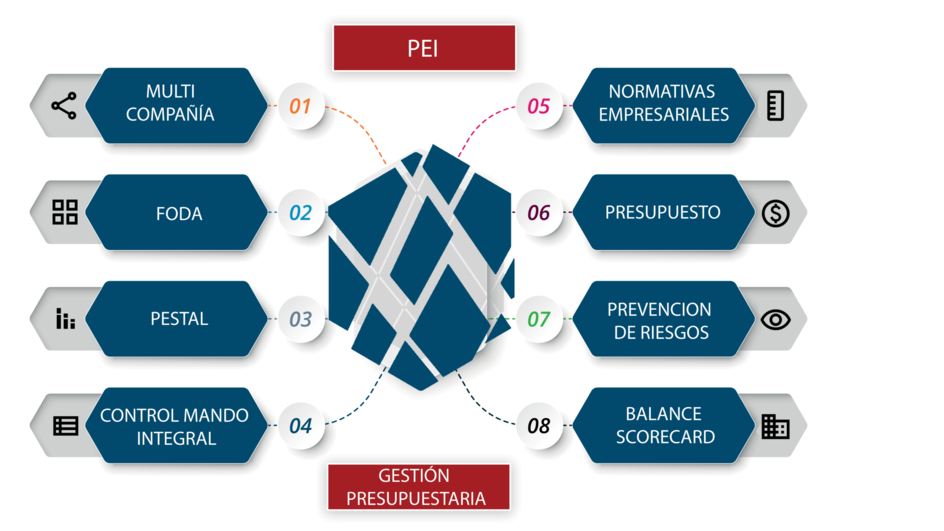 PEI
MULTI
COMPAÑÍA
01
FODA
02
PESTAL
03
CONTROL MANDO
INTEGRAL
04
05
NORMATIVAS
EMPRESARIALES
06
PRESUPUESTO
07
PREVENCION
DE RIESGOS
08
BALANCE
SCORECARD
GESTIÓN
PRESUPUESTARIA